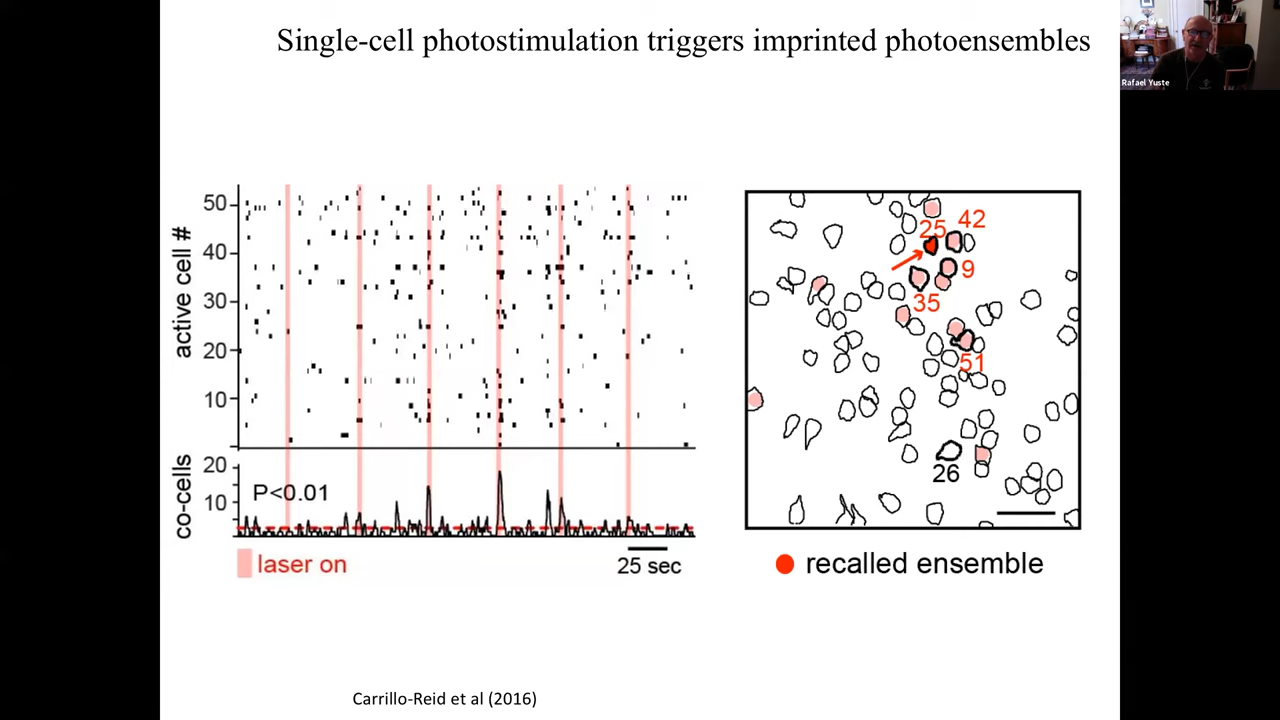 Single-cell photostimulation triggers imprinted photoensembles
Rafael Yuste
active cell #
50
40
30
20
10
co-cells
20
10
P<0.01
laser on
25 sec
25
42
9
35
51
26
recalled ensemble
Carrillo-Reid et al (2016)